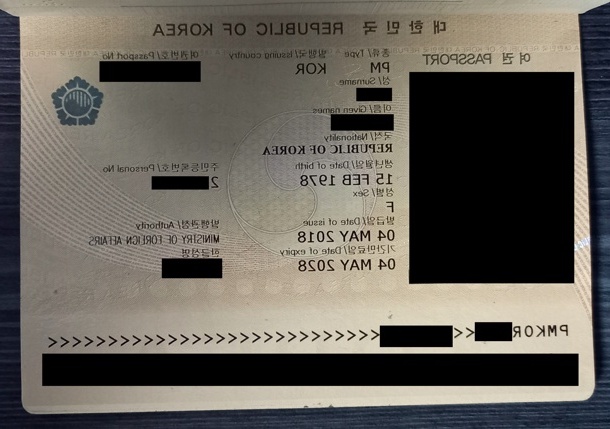 대한민국 REPUBLIC OF KOREA
여권 PASSPORT
종류/Type 발행국/Issuing country 여권번호/Passport No
PM KOR
성/Surname
이름/Given names
국적/Nationality
REPUBLIC OF KOREA
생년월일/Date of birth 주민등록번호/Personal No
15 FEB 1978 2
성별/Sex
F
발급일/Date of issue 발행관청/Authority
04 MAY 2018 MINISTRY OF FOREIGN AFFAIRS
기간만료일/Date of expiry 한글성명
04 MAY 2028
PMKOR <<<<<<<<<<<<<<<<<<<<<<<<<<<<